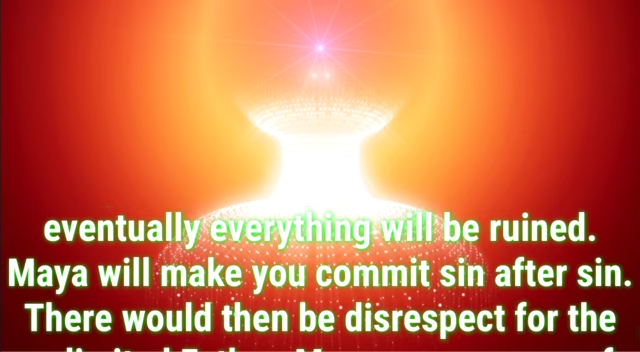 eventually everything will be ruined.
Maya will make you commit sin after sin.
There would then be disrespect for the